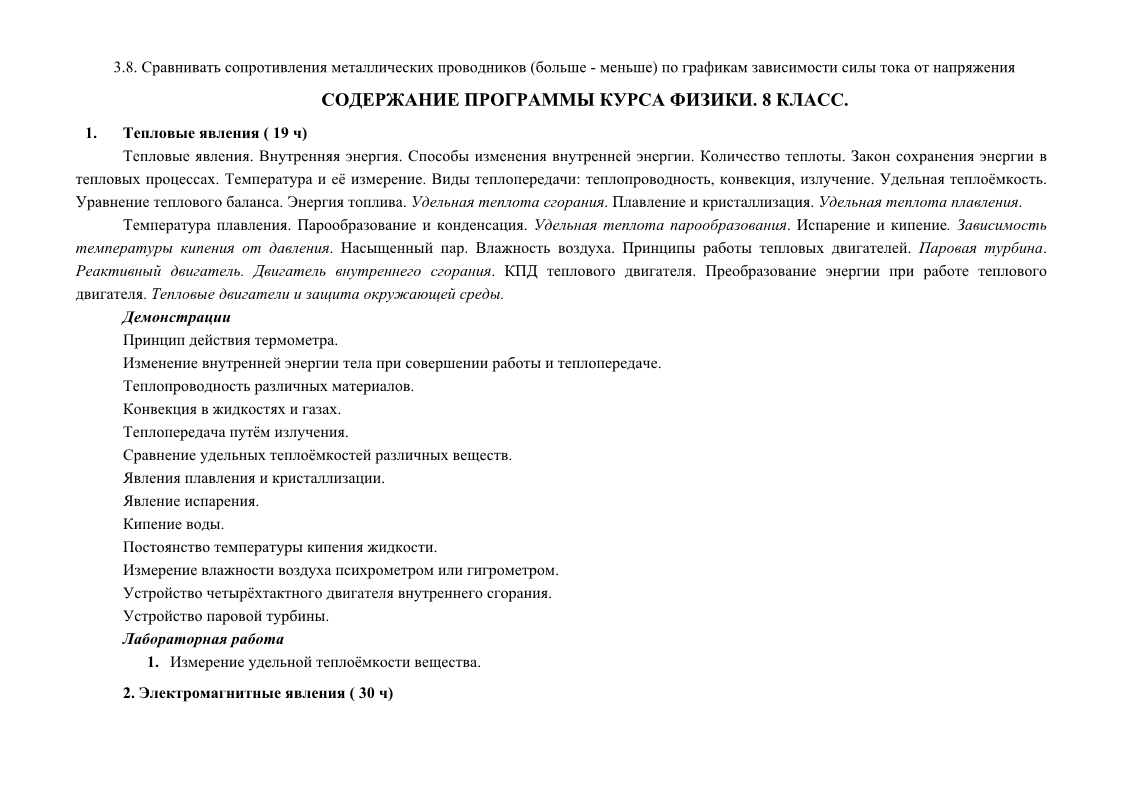 3.8. Сравнивать сопротивления металлических проводников (больше - меньше) по графикам зависимости силы тока от напряжения
СОДЕРЖАНИЕ ПРОГРАММЫ КУРСА ФИЗИКИ. 8 КЛАСС.
1. Тепловые явления ( 19 ч)
Тепловые явления. Внутренняя энергия. Способы изменения внутренней энергии. Количество теплоты. Закон сохранения энергии в
тепловых процессах. Температура и её измерение. Виды теплопередачи: теплопроводность, конвекция, излучение. Удельная теплоёмкость.
Уравнение теплового баланса. Энергия топлива. Удельная теплота сгорания. Плавление и кристаллизация. Удельная теплота плавления.
Температура плавления. Парообразование и конденсация. Удельная теплота парообразования. Испарение и кипение. Зависимость
температуры кипения от давления. Насыщенный пар. Влажность воздуха. Принципы работы тепловых двигателей. Паровая турбина.
Реактивный двигатель. Двигатель внутреннего сгорания. КПД теплового двигателя. Преобразование энергии при работе теплового
двигателя. Тепловые двигатели и защита окружающей среды.
Демонстрации
Принцип действия термометра.
Изменение внутренней энергии тела при совершении работы и теплопередаче.
Теплопроводность различных материалов.
Конвекция в жидкостях и газах.
Теплопередача путём излучения.
Сравнение удельных теплоёмкостей различных веществ.
Явления плавления и кристаллизации.
Явление испарения.
Кипение воды.
Постоянство температуры кипения жидкости.
Измерение влажности воздуха психрометром или гигрометром.
Устройство четырёхтактного двигателя внутреннего сгорания.
Устройство паровой турбины.
Лабораторная работа
1. Измерение удельной теплоёмкости вещества.
2. Электромагнитные явления ( 30 ч)